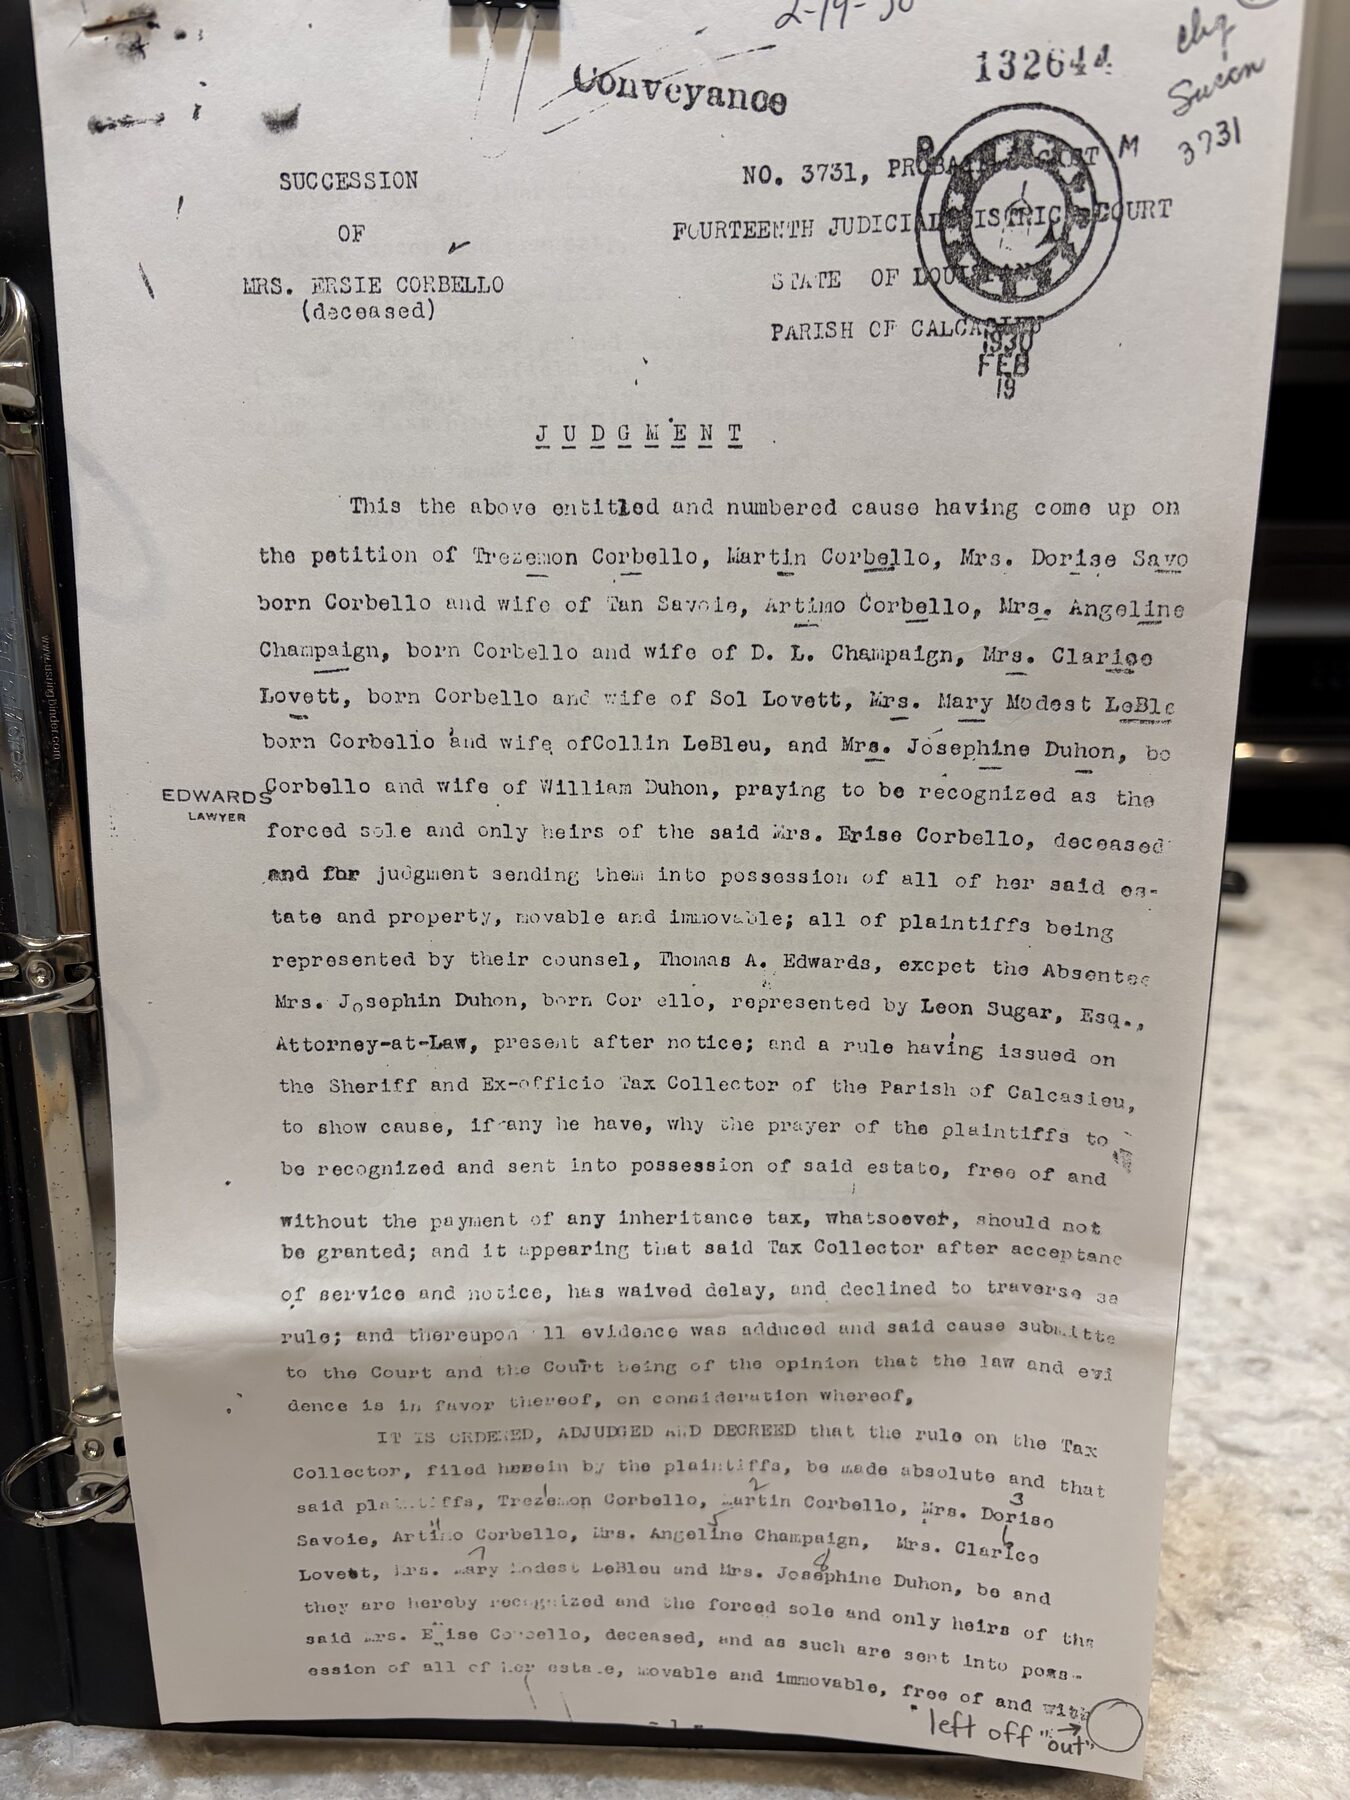 2-19-30
Conveyance
132644
chg
Succn
3731
SUCCESSION
OF
MRS. ERSIE CORBELLO
(deceased)
NO. 3731, PROBATE
FOURTEENTH JUDICIAL DISTRICT COURT
STATE OF LOUISIANA
PARISH OF CALCASIEU
1930
FEB
19
JUDGMENT
This the above entitled and numbered cause having come up on
the petition of Trezemon Corbello, Martin Corbello, Mrs. Dorise Savo
born Corbello and wife of Tan Savoie, Artimo Corbello, Mrs. Angeline
Champaign, born Corbello and wife of D. L. Champaign, Mrs. Clarice
Lovett, born Corbello and wife of Sol Lovett, Mrs. Mary Modest LeBle
born Corbello and wife ofCollin LeBleu, and Mrs. Josephine Duhon, bo
Corbello and wife of William Duhon, praying to be recognized as the
EDWARDS
LAWYER
forced sole and only heirs of the said Mrs. Erise Corbello, deceased
and for judgment sending them into possession of all of her said es-
tate and property, movable and immovable; all of plaintiffs being
represented by their counsel, Thomas A. Edwards, excpet the Absentee
Mrs. Josephin Duhon, born Cor ello, represented by Leon Sugar, Esq.,
Attorney-at-Law, present after notice; and a rule having issued on
the Sheriff and Ex-officio Tax Collector of the Parish of Calcasieu,
to show cause, if any he have, why the prayer of the plaintiffs to
be recognized and sent into possession of said estate, free of and
without the payment of any inheritance tax, whatsoever, should not
be granted; and it appearing that said Tax Collector after acceptanc
of service and notice, has waived delay, and declined to traverse sa
rule; and thereupon all evidence was adduced and said cause submitte
to the Court and the Court being of the opinion that the law and evi
dence is in favor thereof, on consideration whereof,
IT IS ORDERED, ADJUDGED AND DECREED that the rule on the Tax
Collector, filed herein by the plaintiffs, be made absolute and that
said plaintiffs, Trezemon Corbello, Martin Corbello, Mrs. Dorise
Savoie, Artimo Corbello, Mrs. Angeline Champaign, Mrs. Clarice
Lovett, Mrs. Mary Modest LeBleu and Mrs. Josephine Duhon, be and
they are hereby recognized and the forced sole and only heirs of the
said Mrs. Erise Corbello, deceased, and as such are sent into poss-
ession of all of her estate, movable and immovable, free of and with
- 1 -
left off "out"